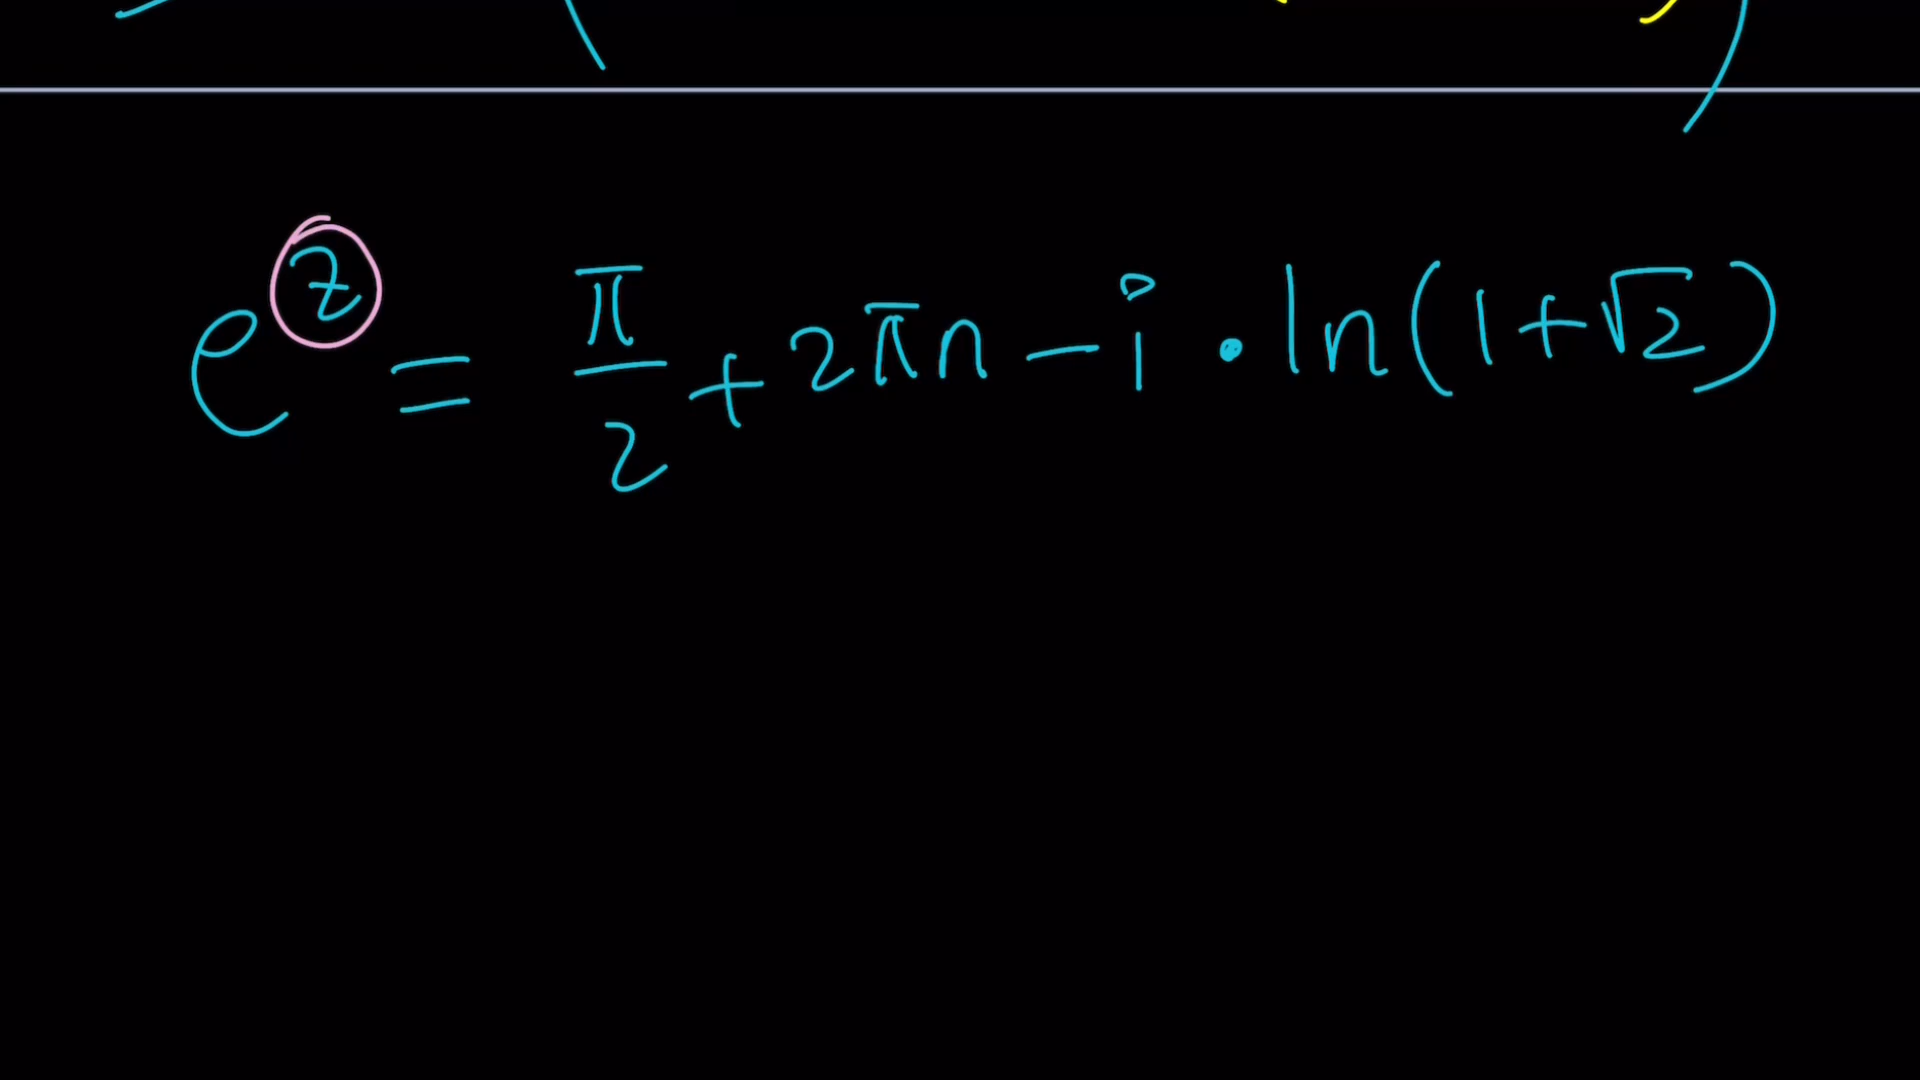 e^z = π/2 + 2πn − i · ln(1+√2)